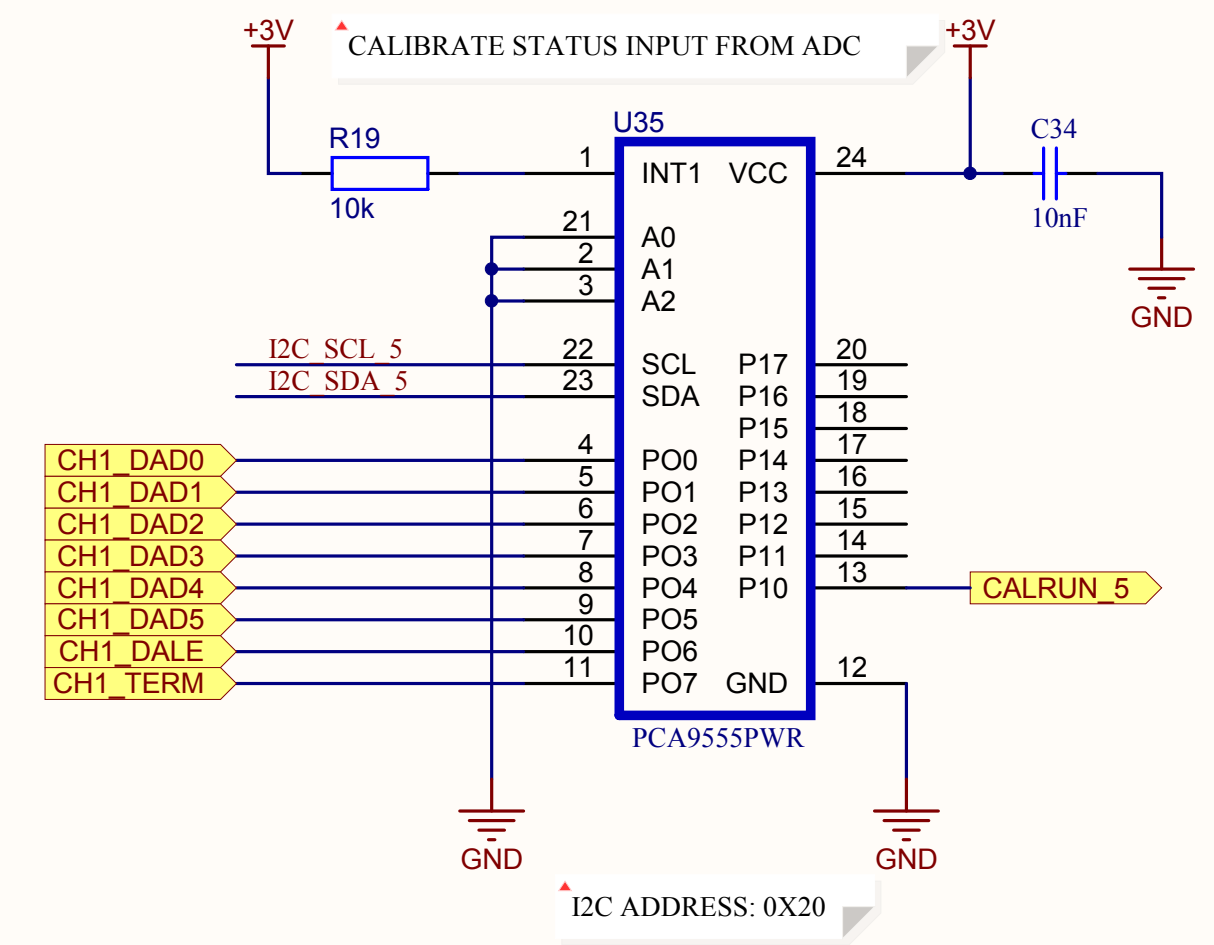 +3V
CALIBRATE STATUS INPUT FROM ADC
+3V
U35
R19
10k
C34
10nF
GND
1 INT1 VCC 24
21 A0
2 A1
3 A2
I2C_SCL_5 22 SCL P17 20
I2C_SDA_5 23 SDA P16 19
P15 18
CH1_DAD0 4 PO0 P14 17
CH1_DAD1 5 PO1 P13 16
CH1_DAD2 6 PO2 P12 15
CH1_DAD3 7 PO3 P11 14
CH1_DAD4 8 PO4 P10 13 CALRUN_5
CH1_DAD5 9 PO5
CH1_DALE 10 PO6
CH1_TERM 11 PO7 GND 12
PCA9555PWR
GND
GND
I2C ADDRESS: 0X20